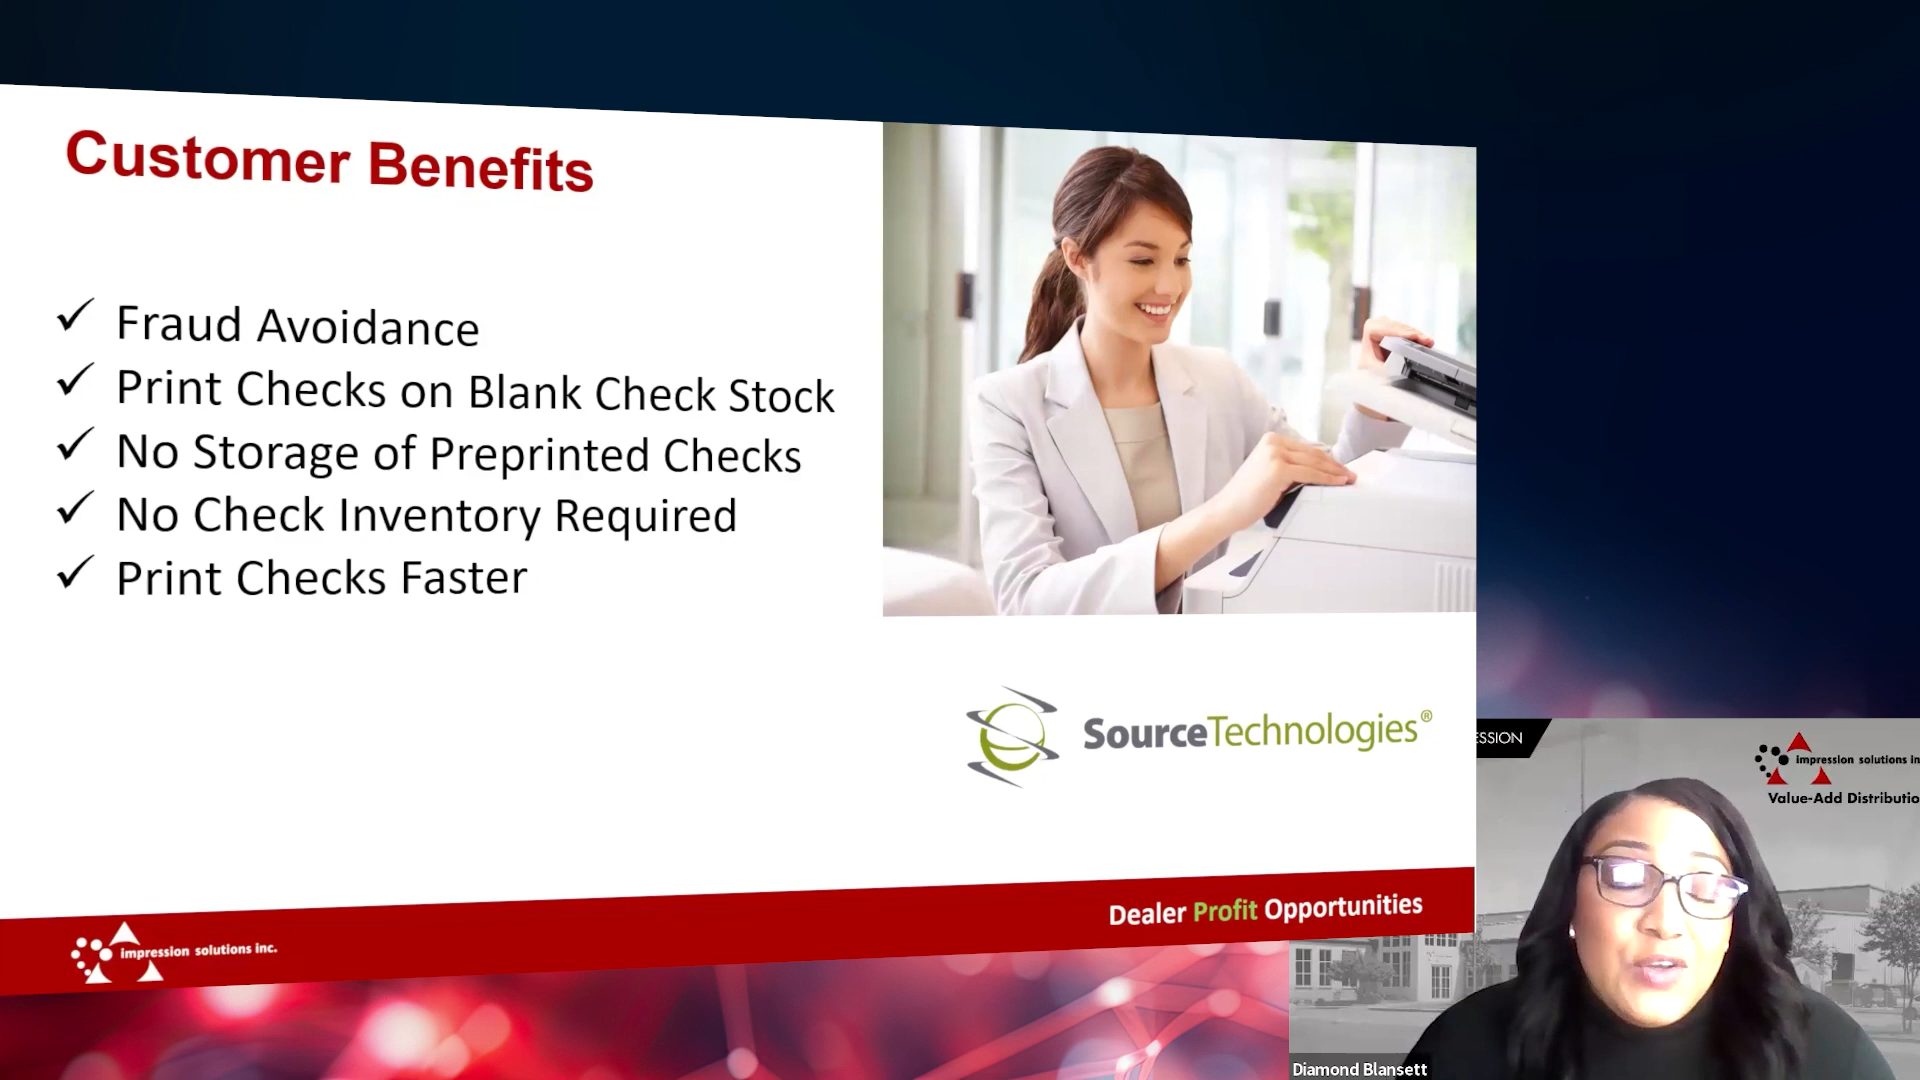 Customer Benefits
✓ Fraud Avoidance
✓ Print Checks on Blank Check Stock
✓ No Storage of Preprinted Checks
✓ No Check Inventory Required
✓ Print Checks Faster
SourceTechnologies®
Dealer Profit Opportunities
impression solutions inc.
ESSION
impression solutions in
Value-Add Distributio
Diamond Blansett